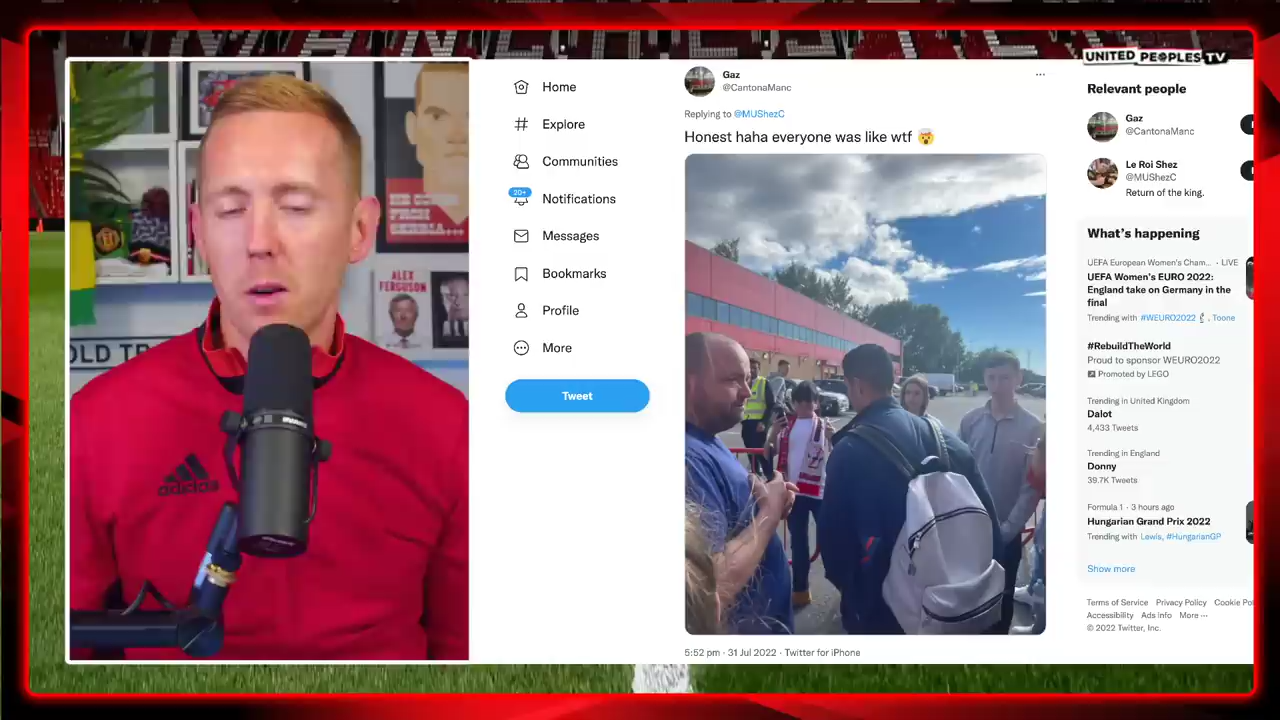 UNITED PEOPLES TV
ALEX
FERGUSON
OLD TR
adidas
Home
Explore
Communities
20+
Notifications
Messages
Bookmarks
Profile
More
Tweet
Gaz
@CantonaManc
Replying to @MUShezC
Honest haha everyone was like wtf 🤯
5:52 pm · 31 Jul 2022 · Twitter for iPhone
Relevant people
Gaz
@CantonaManc
Le Roi Shez
@MUShezC
Return of the king.
What's happening
UEFA European Women's Cham... · LIVE
UEFA Women's EURO 2022:
England take on Germany in the
final
Trending with #WEURO2022 , Toone
#RebuildTheWorld
Proud to sponsor WEURO2022
Promoted by LEGO
Trending in United Kingdom
Dalot
4,433 Tweets
Trending in England
Donny
39.7K Tweets
Formula 1 · 3 hours ago
Hungarian Grand Prix 2022
Trending with Lewis, #HungarianGP
Show more
Terms of Service Privacy Policy Cookie Po
Accessibility Ads info More ···
© 2022 Twitter, Inc.